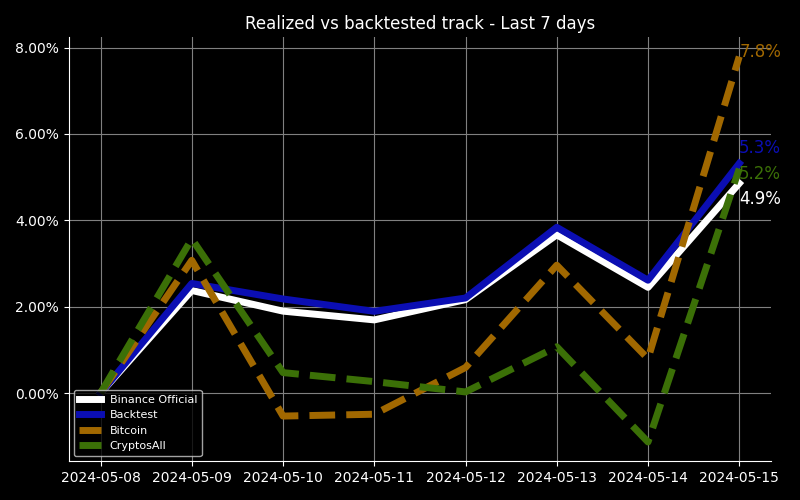 Realized vs backtested track - Last 7 days
8.00%
6.00%
4.00%
2.00%
0.00%
7.8%
5.3%
5.2%
4.9%
Binance Official
Backtest
Bitcoin
CryptosAll
2024-05-08 2024-05-09 2024-05-10 2024-05-11 2024-05-12 2024-05-13 2024-05-14 2024-05-15